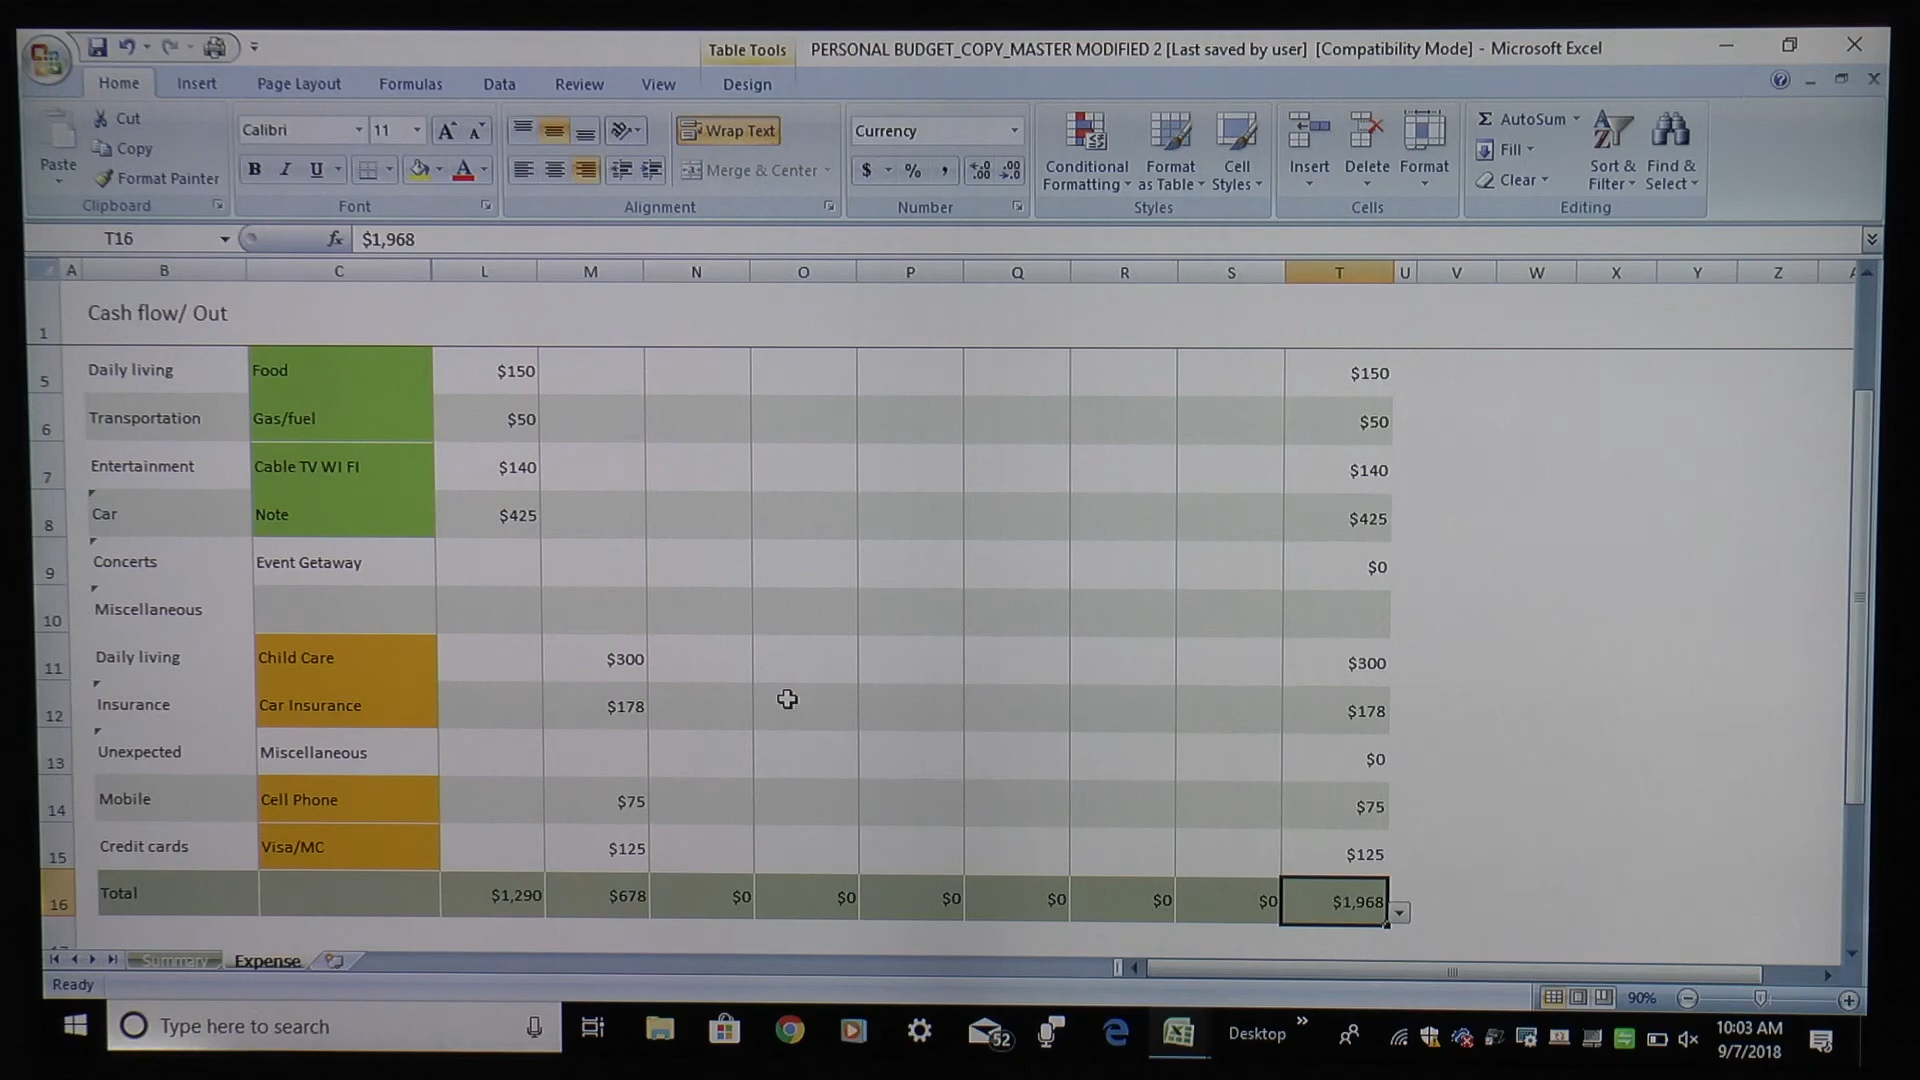 Table Tools
PERSONAL BUDGET_COPY_MASTER MODIFIED 2 [Last saved by user] [Compatibility Mode] - Microsoft Excel
Home Insert Page Layout Formulas Data Review View Design
Paste
Cut
Copy
Format Painter
Clipboard
Calibri 11
B I U
Font
Wrap Text
Merge & Center
Alignment
Currency
$ % ,
Number
Conditional Formatting
Format as Table
Cell Styles
Styles
Insert Delete Format
Cells
Σ AutoSum
Fill
Clear
Sort & Filter
Find & Select
Editing
T16 fx $1,968
A B C L M N O P Q R S T U V W X Y Z
1 Cash flow/ Out
5 Daily living Food $150 $150
6 Transportation Gas/fuel $50 $50
7 Entertainment Cable TV WI FI $140 $140
8 Car Note $425 $425
9 Concerts Event Getaway $0
10 Miscellaneous
11 Daily living Child Care $300 $300
12 Insurance Car Insurance $178 $178
13 Unexpected Miscellaneous $0
14 Mobile Cell Phone $75 $75
15 Credit cards Visa/MC $125 $125
16 Total $1,290 $678 $0 $0 $0 $0 $0 $0 $1,968
Summary Expense
Ready 90%
Type here to search 52 Desktop 10:03 AM
9/7/2018